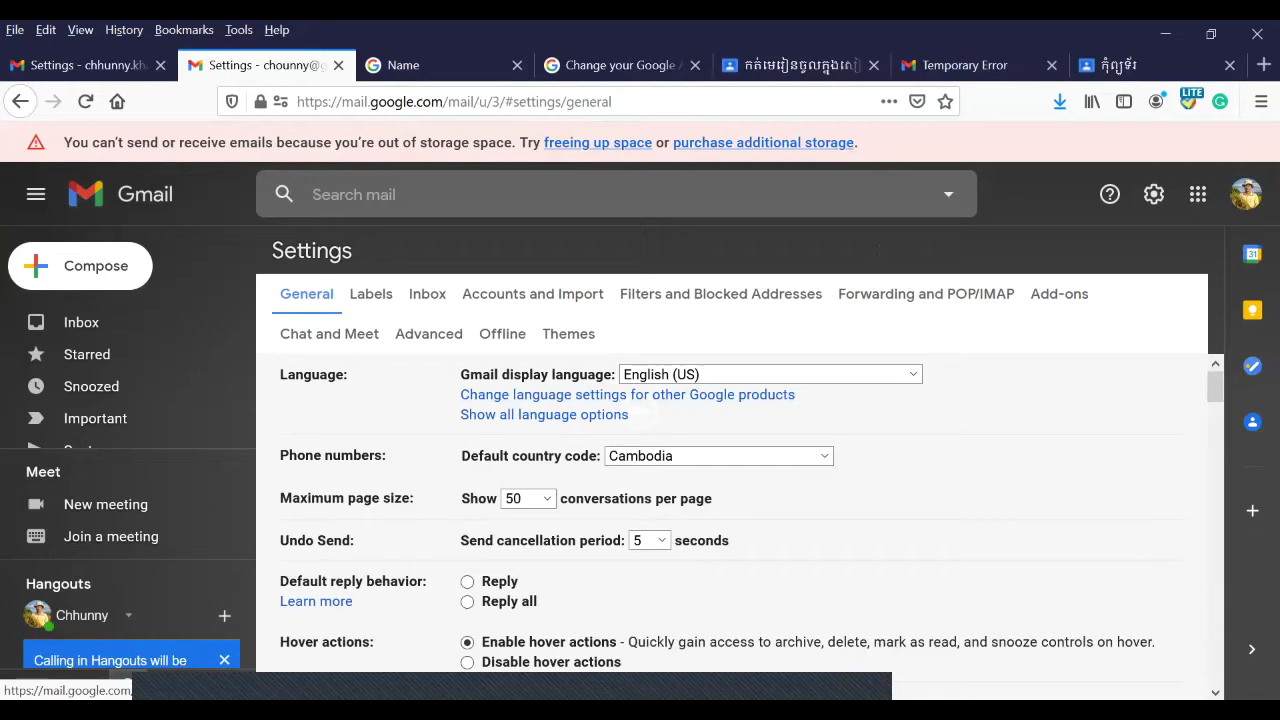 File Edit View History Bookmarks Tools Help
Settings - chhunny.kh
Settings - chounny@g
Name
Change your Google A
កត់មេរៀនចូលក្នុងសៀ
Temporary Error
កុំព្យូទ័រ
https://mail.google.com/mail/u/3/#settings/general
LITE
You can't send or receive emails because you're out of storage space. Try freeing up space or purchase additional storage.
Gmail
Search mail
Compose
Settings
31
General Labels Inbox Accounts and Import Filters and Blocked Addresses Forwarding and POP/IMAP Add-ons
Chat and Meet Advanced Offline Themes
Inbox
Starred
Snoozed
Important
Meet
New meeting
Join a meeting
Hangouts
Chhunny
Calling in Hangouts will be
Language: Gmail display language: English (US)
Change language settings for other Google products
Show all language options
Phone numbers: Default country code: Cambodia
Maximum page size: Show 50 conversations per page
Undo Send: Send cancellation period: 5 seconds
Default reply behavior: Reply
Learn more Reply all
Hover actions: Enable hover actions - Quickly gain access to archive, delete, mark as read, and snooze controls on hover.
Disable hover actions
https://mail.google.com